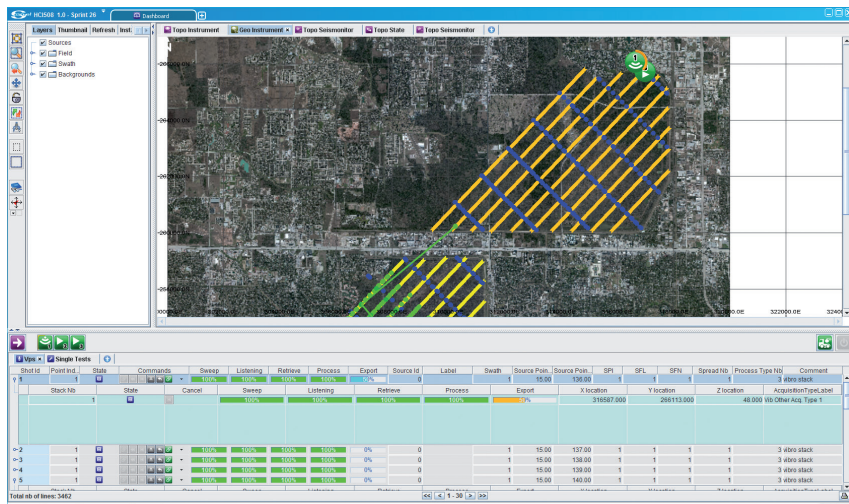 HCI508 1.0 - Sprint 26 Dashboard
Layers Thumbnail Refresh Inst.
Topo Instrument Geo Instrument Topo Seismonitor Topo State Topo Seismonitor
Sources
Field
Swath
Backgrounds
N
322000.0E
Vps Single Tests
Shot Id Point Ind... State Commands Sweep Listening Retrieve Process Export Source Id Label Swath Source Poin... Source Poin... SPI SFL SFN Spread Nb Process Type Nb Comment
1 1 100% 100% 100% 100% 0 1 15.00 136.00 1 1 1 1 3 vibro stack
Stack Nb State Cancel Sweep Listening Retrieve Process Export X location Y location Z location AcquisitionTypeLabel
1 100% 100% 100% 100% 316587.000 266113.000 48.000 Vib Other Acq. Type 1
2 1 100% 100% 100% 100% 0% 0 1 15.00 137.00 1 1 1 1 3 vibro stack
3 1 100% 100% 100% 100% 0% 0 1 15.00 138.00 1 1 1 1 3 vibro stack
4 1 100% 100% 100% 100% 0% 0 1 15.00 139.00 1 1 1 1 3 vibro stack
5 1 100% 100% 100% 100% 0% 0 1 15.00 140.00 1 1 1 1 3 vibro stack
Total nb of lines: 3462 << < 1 - 30 > >>